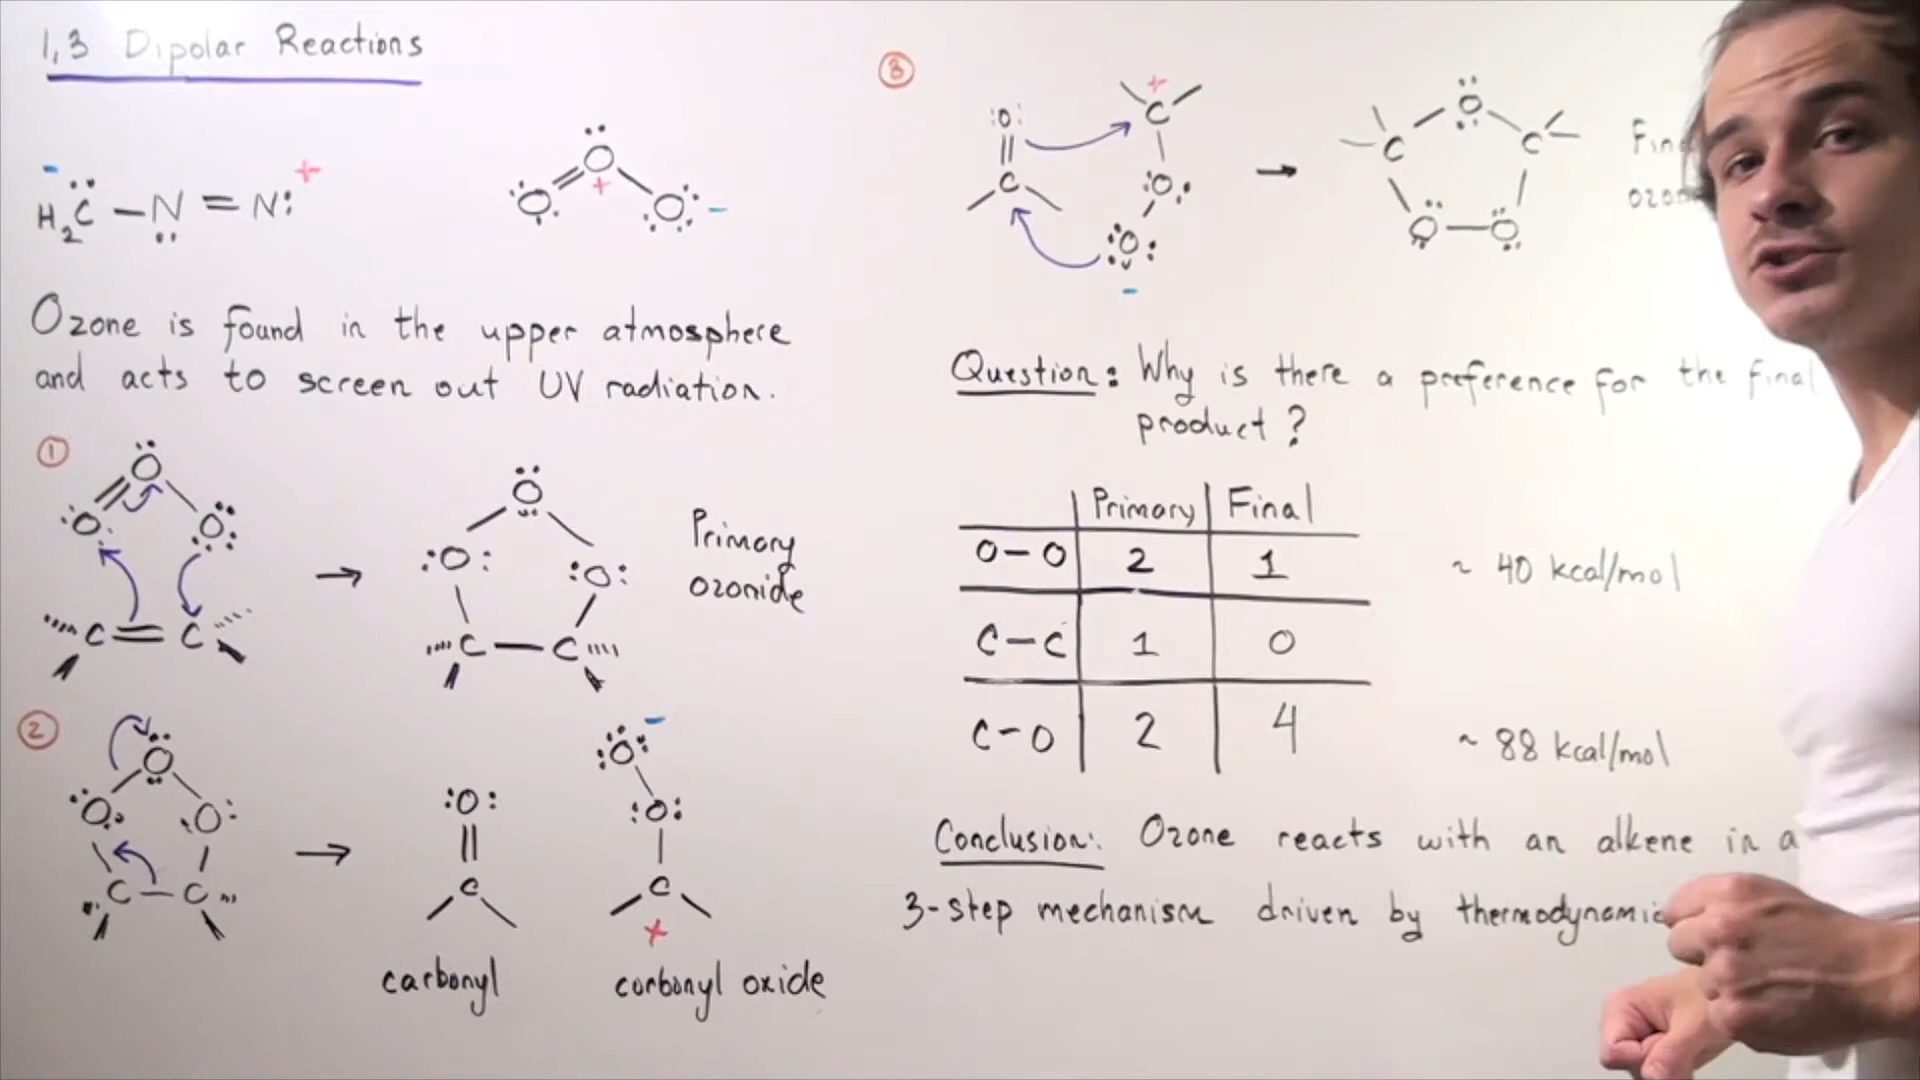 1,3 Dipolar Reactions
H₂C̈ – N̤ = N: + -
O = O – O + -
Ozone is found in the upper atmosphere
and acts to screen out UV radiation.
①
O O O
C = C
→
O O O
C – C
Primary
ozonide
②
O O O
C – C
→
:O:
C
carbonyl
O -
:O:
C
+
carbonyl oxide
③
:O:
C
+
C
O
O
-
→
O
C C
O – O
Question: Why is there a preference for the final
product?
Primary Final
O–O 2 1 ~ 40 kcal/mol
C–C 1 0
C–O 2 4 ~ 88 kcal/mol
Conclusion: Ozone reacts with an alkene in a
3-step mechanism driven by